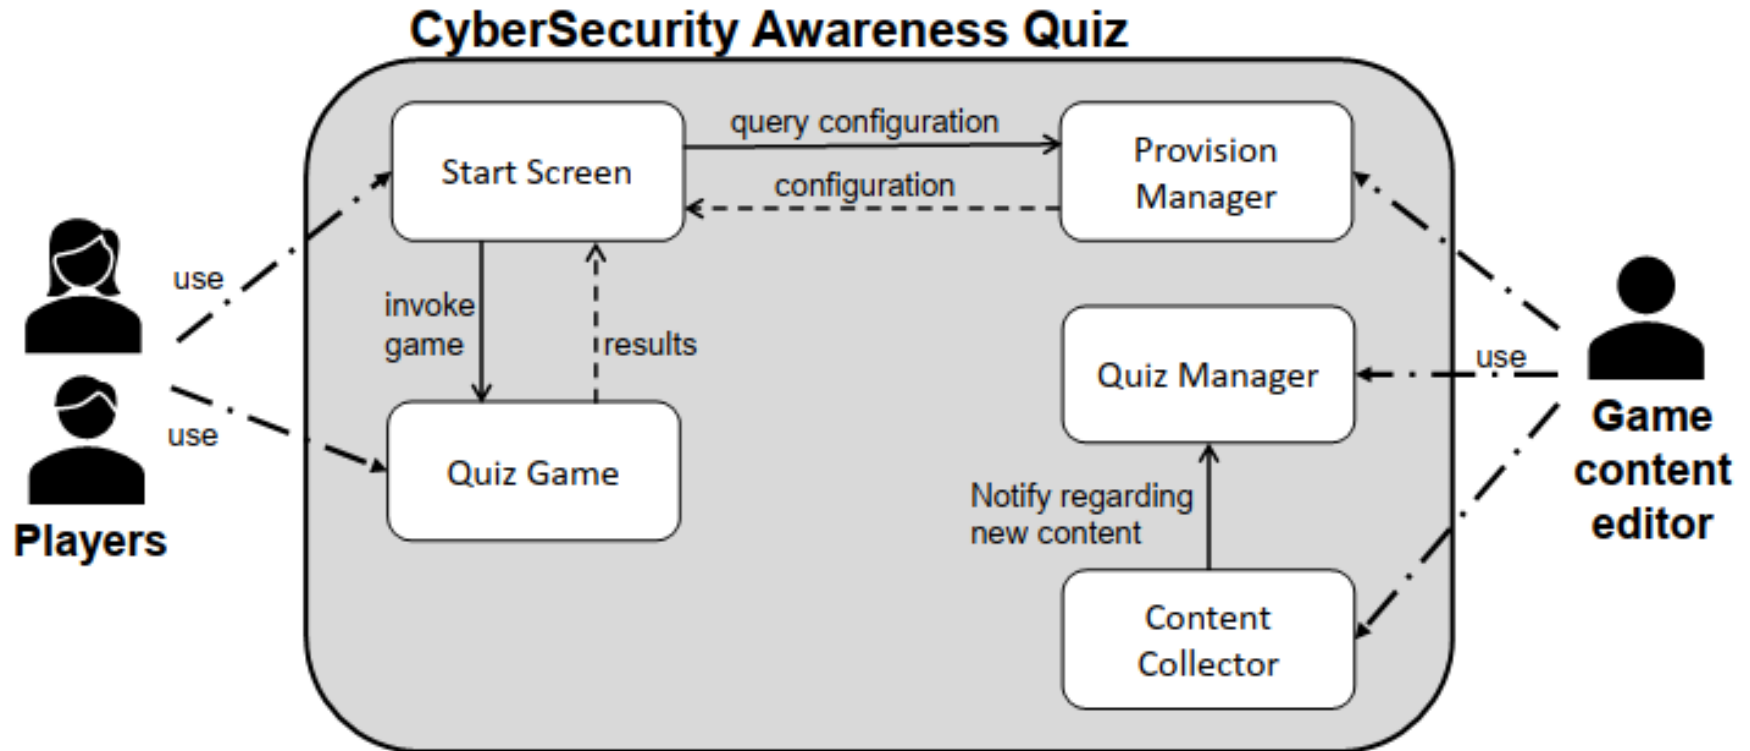 CyberSecurity Awareness Quiz
Start Screen
query configuration
configuration
Provision
Manager
use
invoke
game
results
use
Quiz Game
Players
Quiz Manager
use
Game
content
editor
Notify regarding
new content
Content
Collector